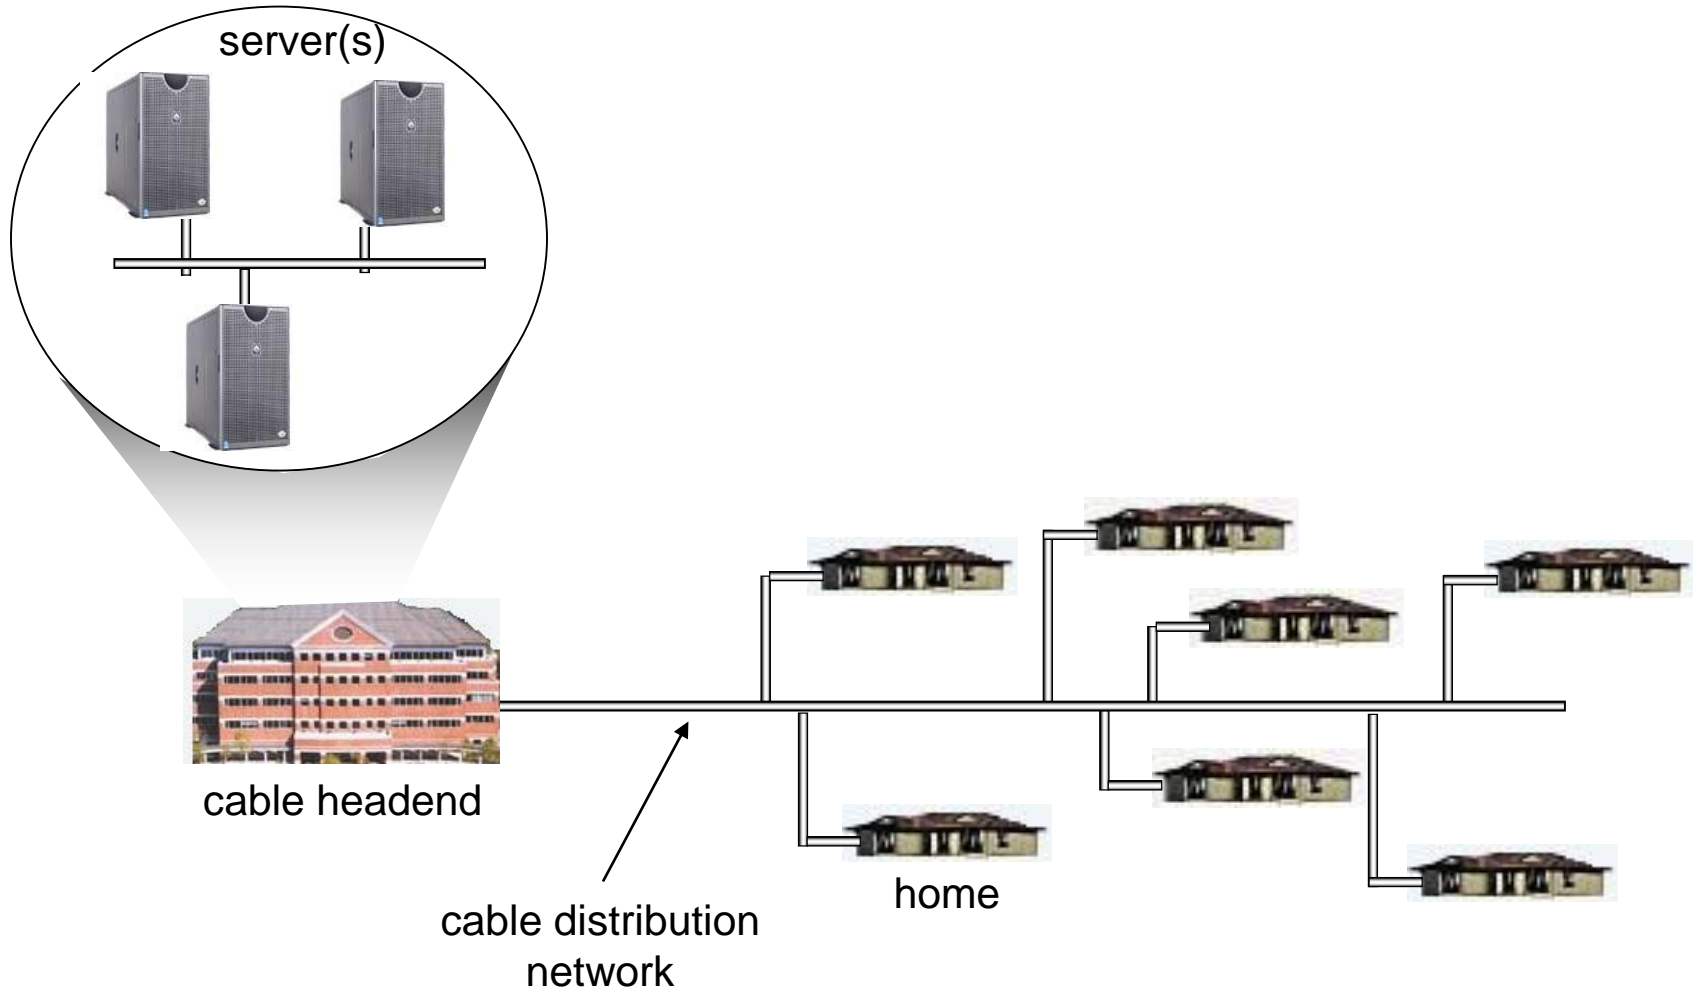 server(s)
cable headend
home
cable distribution
network